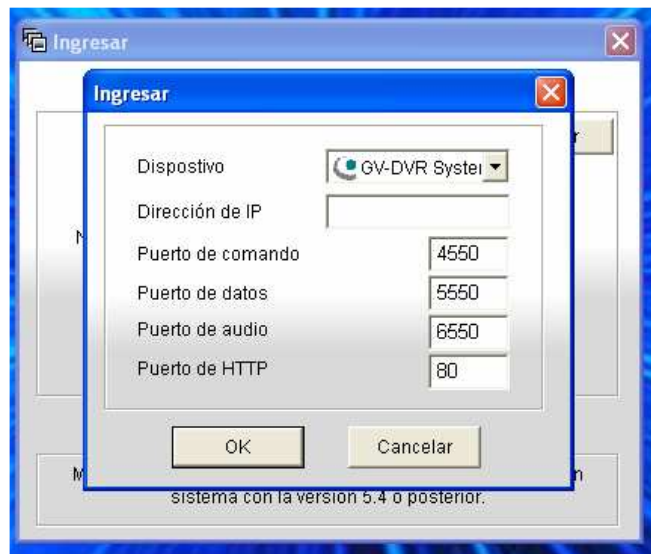 Ingresar
Ingresar
Dispostivo
GV-DVR Syster
Dirección de IP
Puerto de comando
4550
Puerto de datos
5550
Puerto de audio
6550
Puerto de HTTP
80
OK
Cancelar
sistema con la versión 5.4 o posterior.